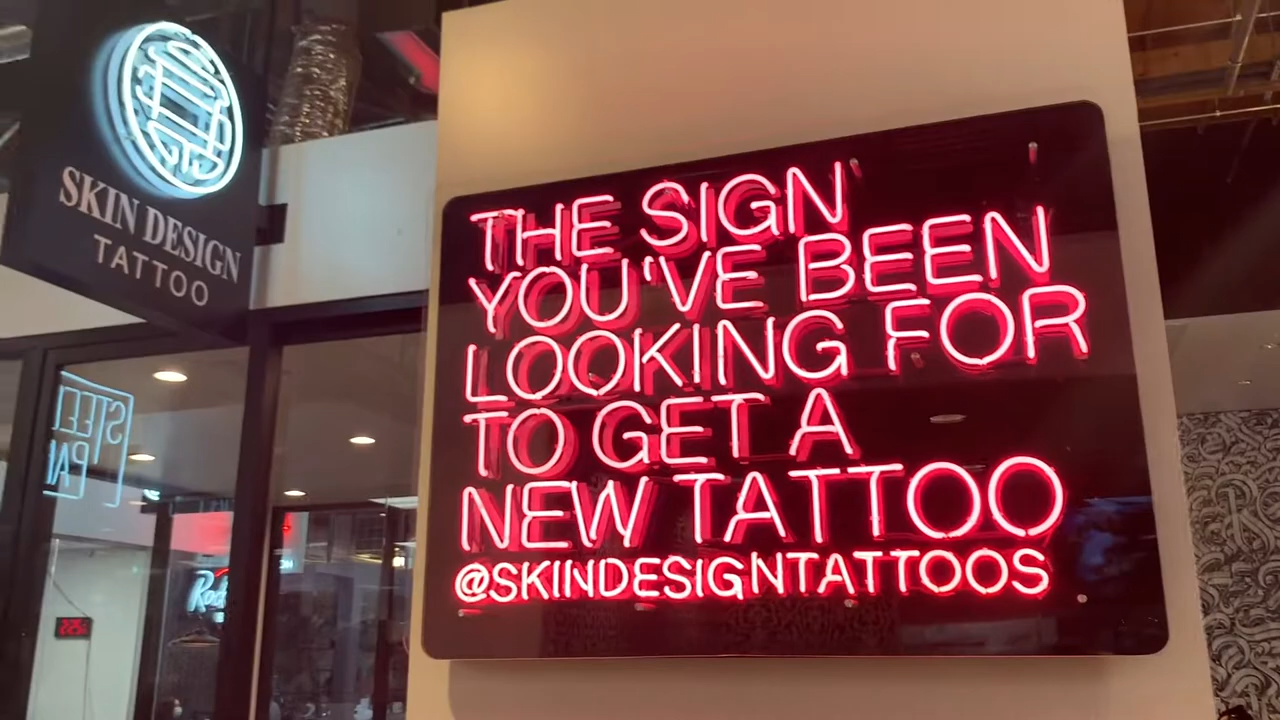 SKIN DESIGN
TATTOO
THE SIGN
YOU'VE BEEN
LOOKING FOR
TO GET A
NEW TATTOO
@SKINDESIGNTATTOOS